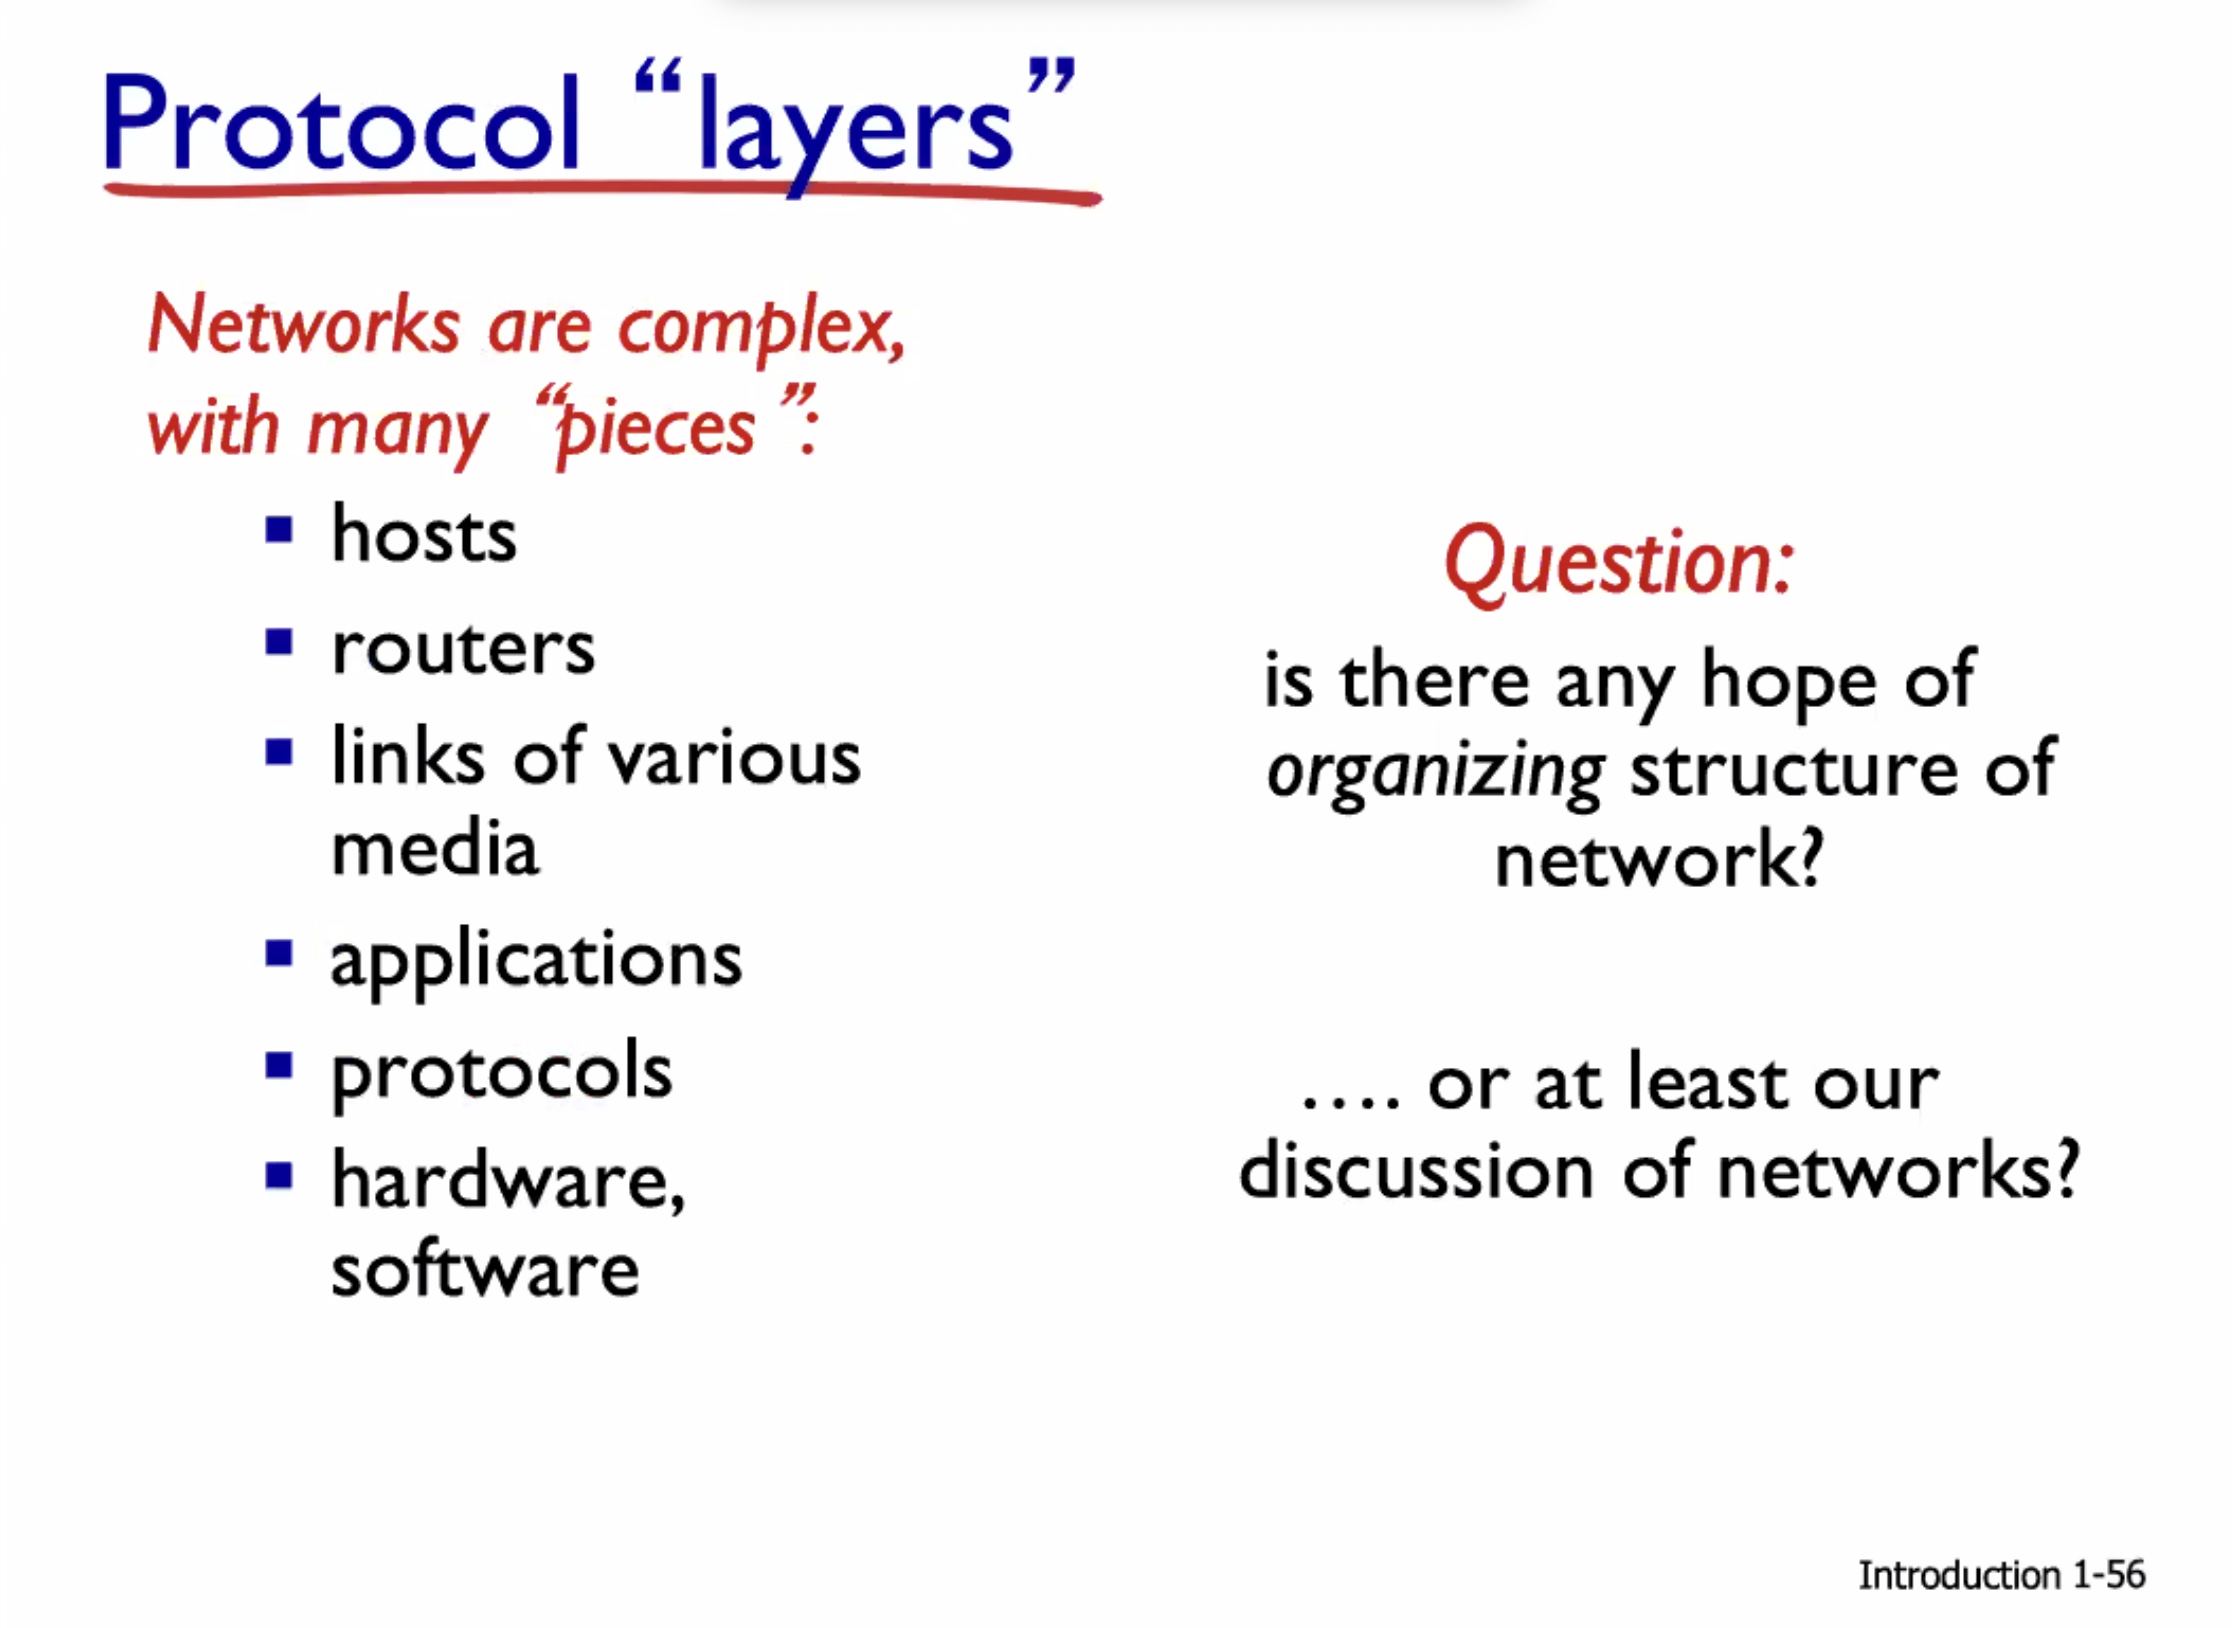 Protocol “layers”
Networks are complex,
with many “pieces”:
▪ hosts
▪ routers
▪ links of various
media
▪ applications
▪ protocols
▪ hardware,
software
Question:
is there any hope of
organizing structure of
network?
…. or at least our
discussion of networks?
Introduction 1-56